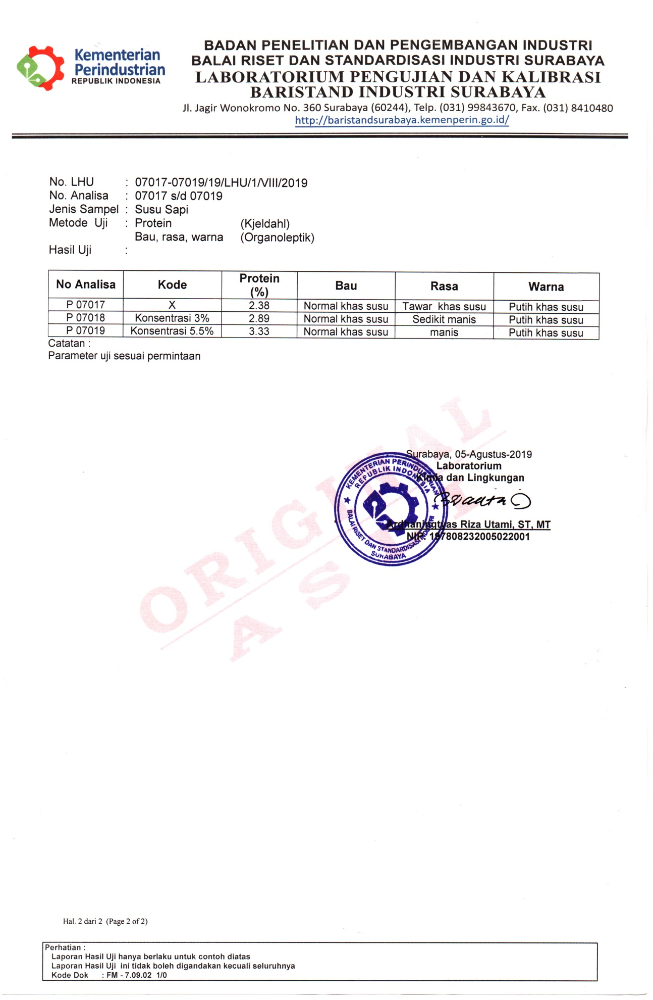 Kementerian
Perindustrian
REPUBLIK INDONESIA
BADAN PENELITIAN DAN PENGEMBANGAN INDUSTRI
BALAI RISET DAN STANDARDISASI INDUSTRI SURABAYA
LABORATORIUM PENGUJIAN DAN KALIBRASI
BARISTAND INDUSTRI SURABAYA
Jl. Jagir Wonokromo No. 360 Surabaya (60244), Telp. (031) 99843670, Fax. (031) 8410480
http://baristandsurabaya.kemenperin.go.id/
No. LHU : 07017-07019/19/LHU/1/VIII/2019
No. Analisa : 07017 s/d 07019
Jenis Sampel : Susu Sapi
Metode Uji : Protein (Kjeldahl)
Bau, rasa, warna (Organoleptik)
Hasil Uji :
No Analisa Kode Protein (%) Bau Rasa Warna
P 07017 X 2.38 Normal khas susu Tawar khas susu Putih khas susu
P 07018 Konsentrasi 3% 2.89 Normal khas susu Sedikit manis Putih khas susu
P 07019 Konsentrasi 5.5% 3.33 Normal khas susu manis Putih khas susu
Catatan :
Parameter uji sesuai permintaan
ORIGINAL
ASLI
Surabaya, 05-Agustus-2019
Laboratorium
Kimia dan Lingkungan
KEMENTERIAN PERINDUSTRIAN
REPUBLIK INDONESIA
BALAI RISET DAN STANDARDISASI INDUSTRI
SURABAYA
Ardhaningtyas Riza Utami, ST, MT
NIP. 197808232005022001
Hal. 2 dari 2 (Page 2 of 2)
Perhatian :
Laporan Hasil Uji hanya berlaku untuk contoh diatas
Laporan Hasil Uji ini tidak boleh digandakan kecuali seluruhnya
Kode Dok : FM - 7.09.02 1/0